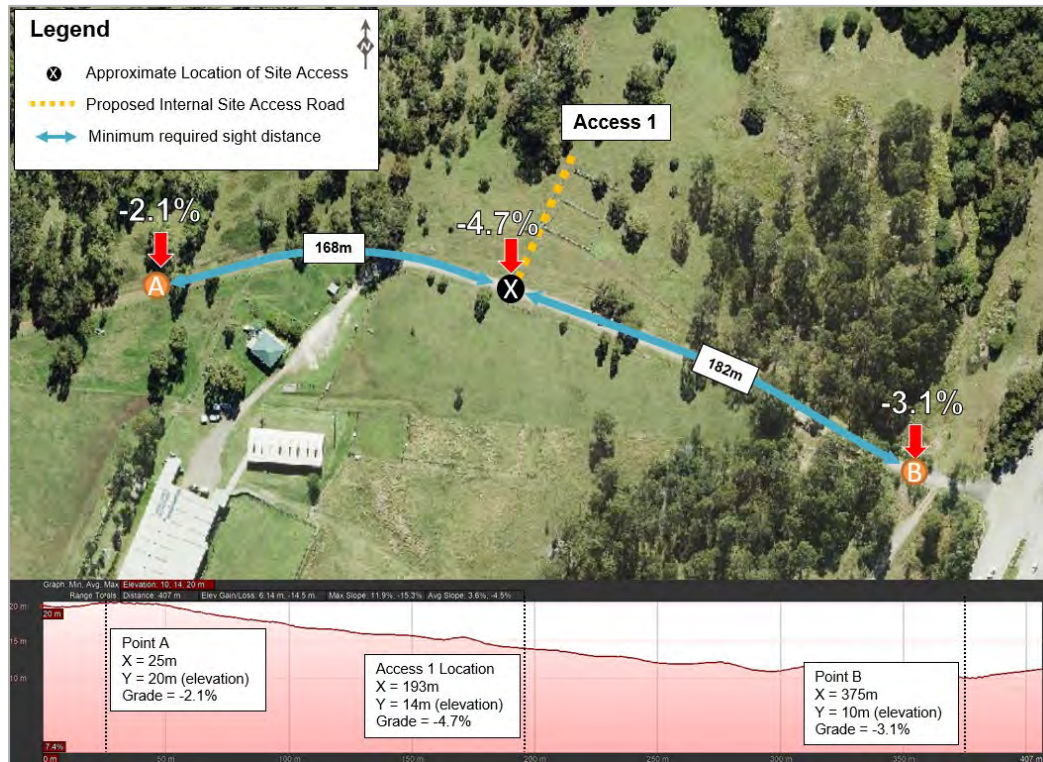 Legend
N
X Approximate Location of Site Access
Proposed Internal Site Access Road
Minimum required sight distance
Access 1
-2.1%
-4.7%
168m
A
X
182m
-3.1%
B
Graph: Min, Avg, Max Elevation: 10, 14, 20 m
Range Totals: Distance: 407 m Elev Gain/Loss: 6.14 m, -14.5 m Max Slope: 11.9%, -15.3% Avg Slope: 3.6%, -4.5%
20 m
20 m
15 m
10 m
Point A
X = 25m
Y = 20m (elevation)
Grade = -2.1%
Access 1 Location
X = 193m
Y = 14m (elevation)
Grade = -4.7%
Point B
X = 375m
Y = 10m (elevation)
Grade = -3.1%
7.4%
0 m 50 m 100 m 150 m 200 m 250 m 300 m 350 m 407 m